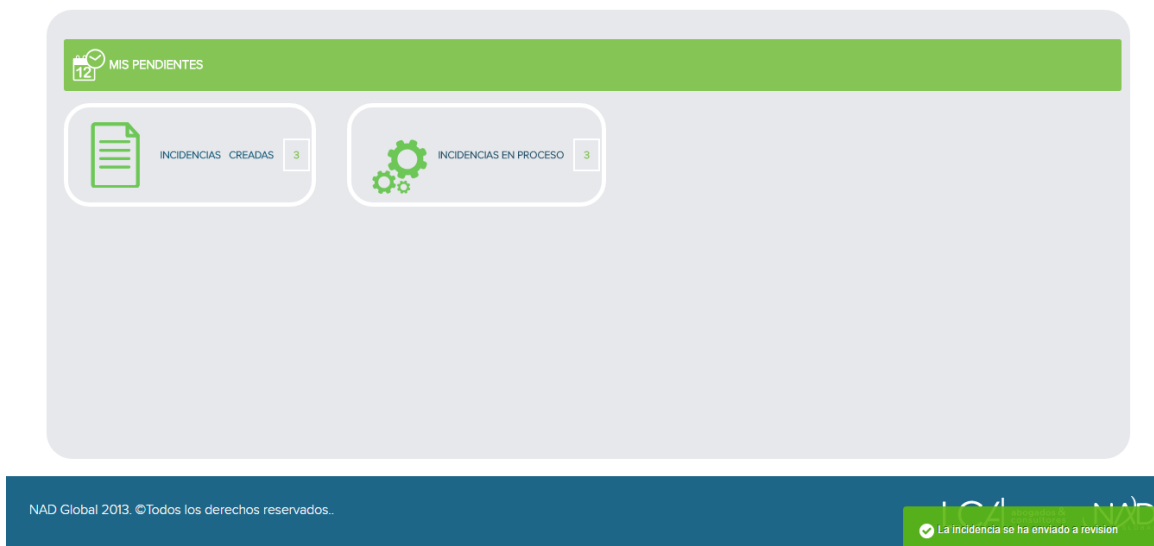 12 MIS PENDIENTES
INCIDENCIAS CREADAS 3
INCIDENCIAS EN PROCESO 3
NAD Global 2013. ©Todos los derechos reservados..
La incidencia se ha enviado a revision